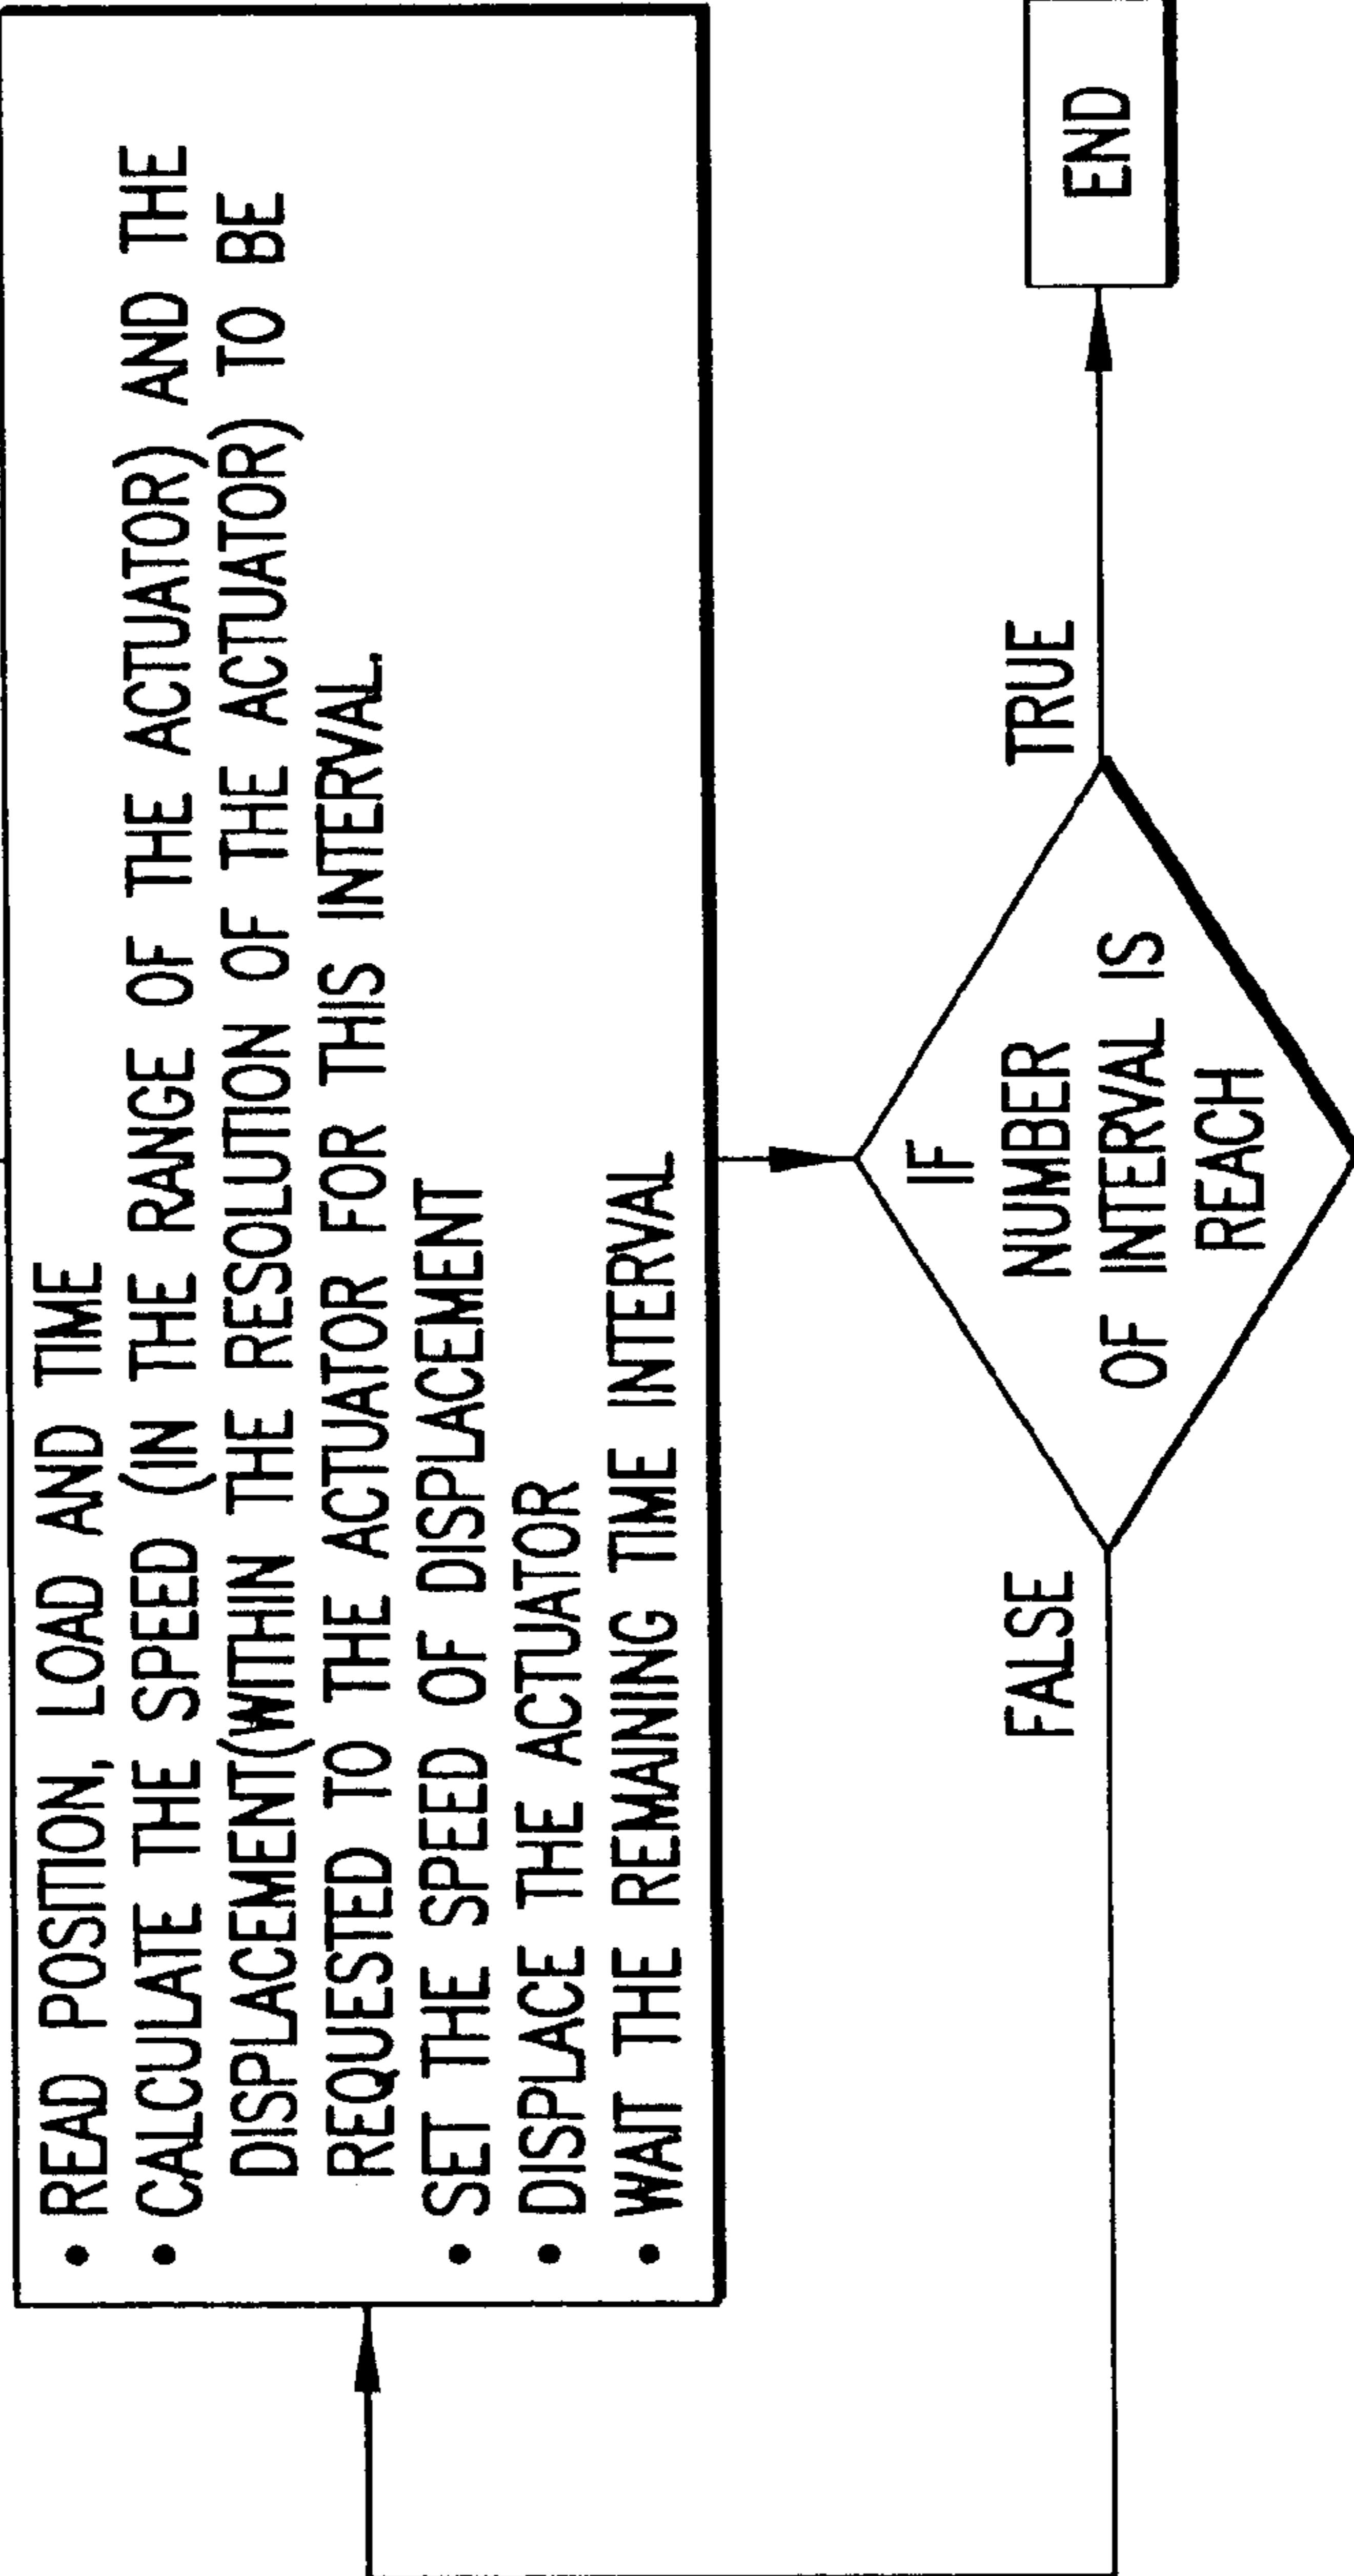 • READ POSITION, LOAD AND TIME
• CALCULATE THE SPEED (IN THE RANGE OF THE ACTUATOR) AND THE
DISPLACEMENT(WITHIN THE RESOLUTION OF THE ACTUATOR) TO BE
REQUESTED TO THE ACTUATOR FOR THIS INTERVAL.
• SET THE SPEED OF DISPLACEMENT
• DISPLACE THE ACTUATOR
• WAIT THE REMAINING TIME INTERVAL
IF
NUMBER
OF INTERVAL IS
REACH
FALSE
TRUE
END